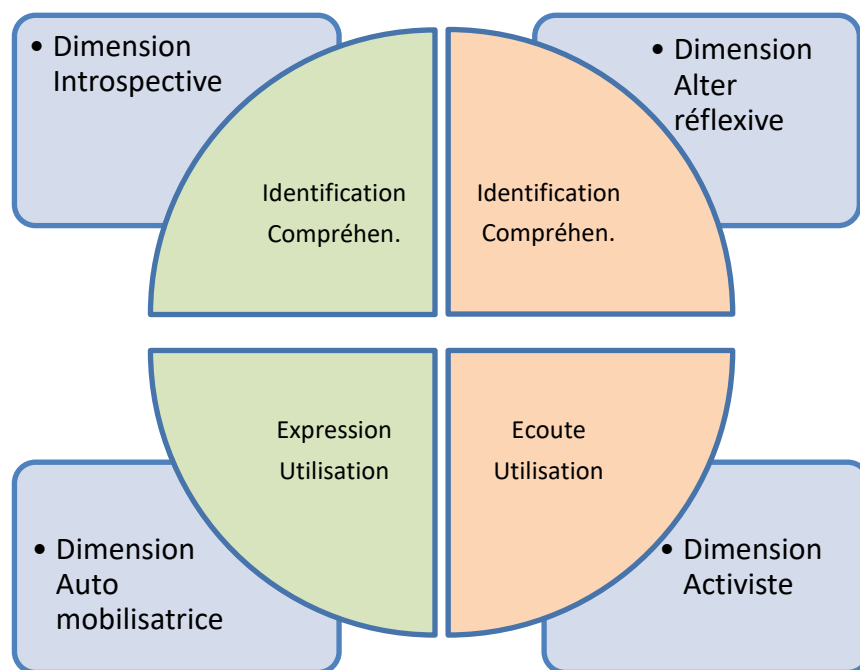 • Dimension
Introspective
• Dimension
Alter
réflexive
Identification
Compréhen.
Identification
Compréhen.
Expression
Utilisation
Ecoute
Utilisation
• Dimension
Auto
mobilisatrice
• Dimension
Activiste